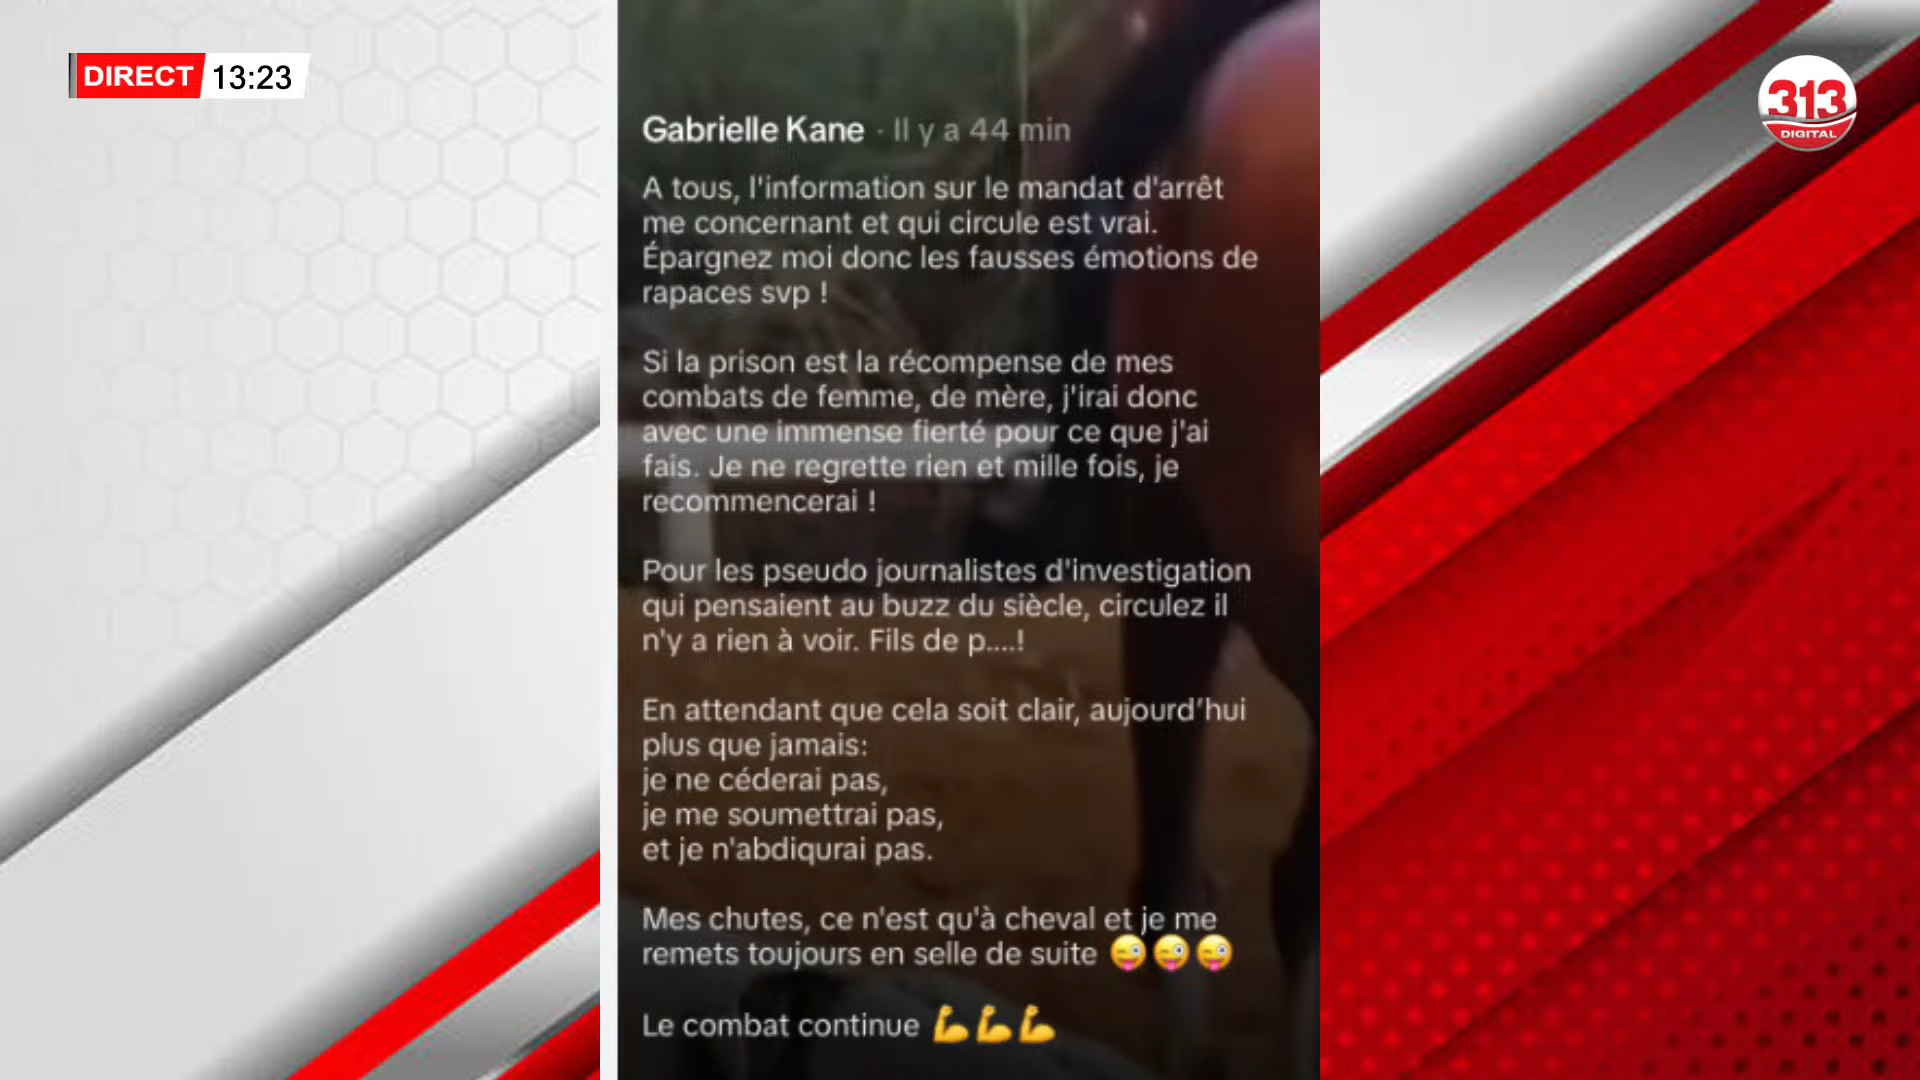 DIRECT 13:23
313
DIGITAL
Gabrielle Kane · Il y a 44 min
A tous, l'information sur le mandat d'arrêt
me concernant et qui circule est vrai.
Épargnez moi donc les fausses émotions de
rapaces svp !
Si la prison est la récompense de mes
combats de femme, de mère, j'irai donc
avec une immense fierté pour ce que j'ai
fais. Je ne regrette rien et mille fois, je
recommencerai !
Pour les pseudo journalistes d'investigation
qui pensaient au buzz du siècle, circulez il
n'y a rien à voir. Fils de p....!
En attendant que cela soit clair, aujourd’hui
plus que jamais:
je ne céderai pas,
je me soumettrai pas,
et je n'abdiqurai pas.
Mes chutes, ce n'est qu'à cheval et je me
remets toujours en selle de suite 😜😜😜
Le combat continue 💪💪💪